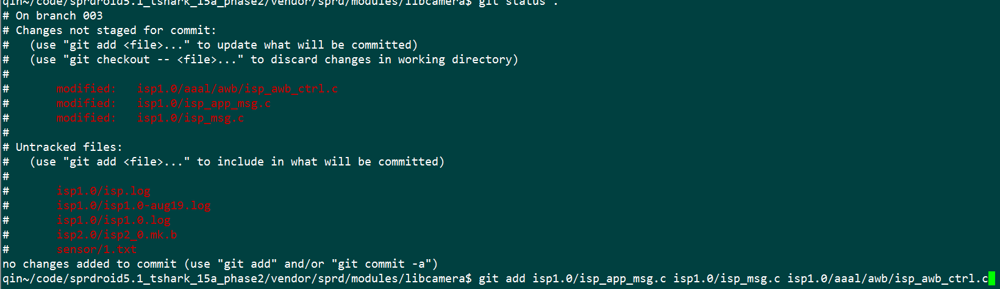 qin~/code/sprdroid5.1_tshark_15a_phase2/vendor/sprd/modules/libcamera$ git status .
# On branch 003
# Changes not staged for commit:
#   (use "git add <file>..." to update what will be committed)
#   (use "git checkout -- <file>..." to discard changes in working directory)
#
#       modified:   isp1.0/aaal/awb/isp_awb_ctrl.c
#       modified:   isp1.0/isp_app_msg.c
#       modified:   isp1.0/isp_msg.c
#
# Untracked files:
#   (use "git add <file>..." to include in what will be committed)
#
#       isp1.0/isp.log
#       isp1.0/isp1.0-aug19.log
#       isp1.0/isp1.0.log
#       isp2.0/isp2_0.mk.b
#       sensor/1.txt
no changes added to commit (use "git add" and/or "git commit -a")
qin~/code/sprdroid5.1_tshark_15a_phase2/vendor/sprd/modules/libcamera$ git add isp1.0/isp_app_msg.c isp1.0/isp_msg.c isp1.0/aaal/awb/isp_awb_ctrl.c